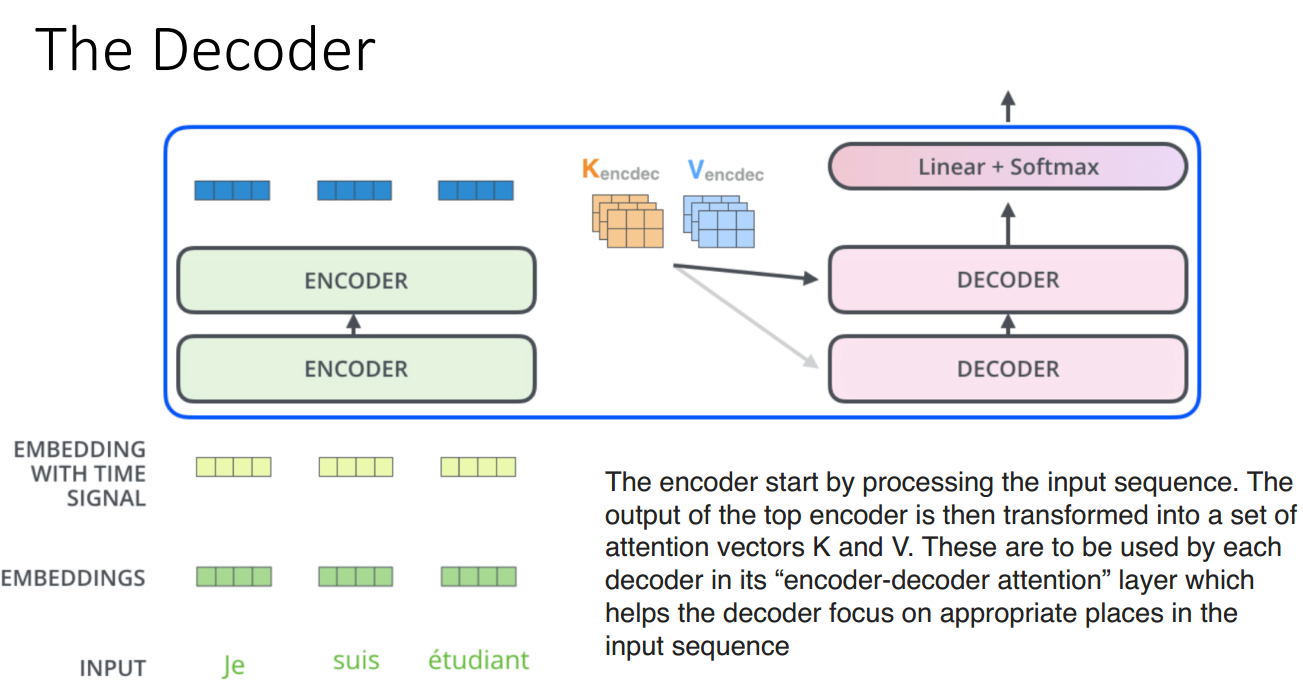 The Decoder
Kencdec
Vencdec
Linear + Softmax
ENCODER
DECODER
ENCODER
DECODER
EMBEDDING
WITH TIME
SIGNAL
The encoder start by processing the input sequence. The
output of the top encoder is then transformed into a set of
attention vectors K and V. These are to be used by each
decoder in its “encoder-decoder attention” layer which
helps the decoder focus on appropriate places in the
input sequence
EMBEDDINGS
INPUT
Je
suis
étudiant